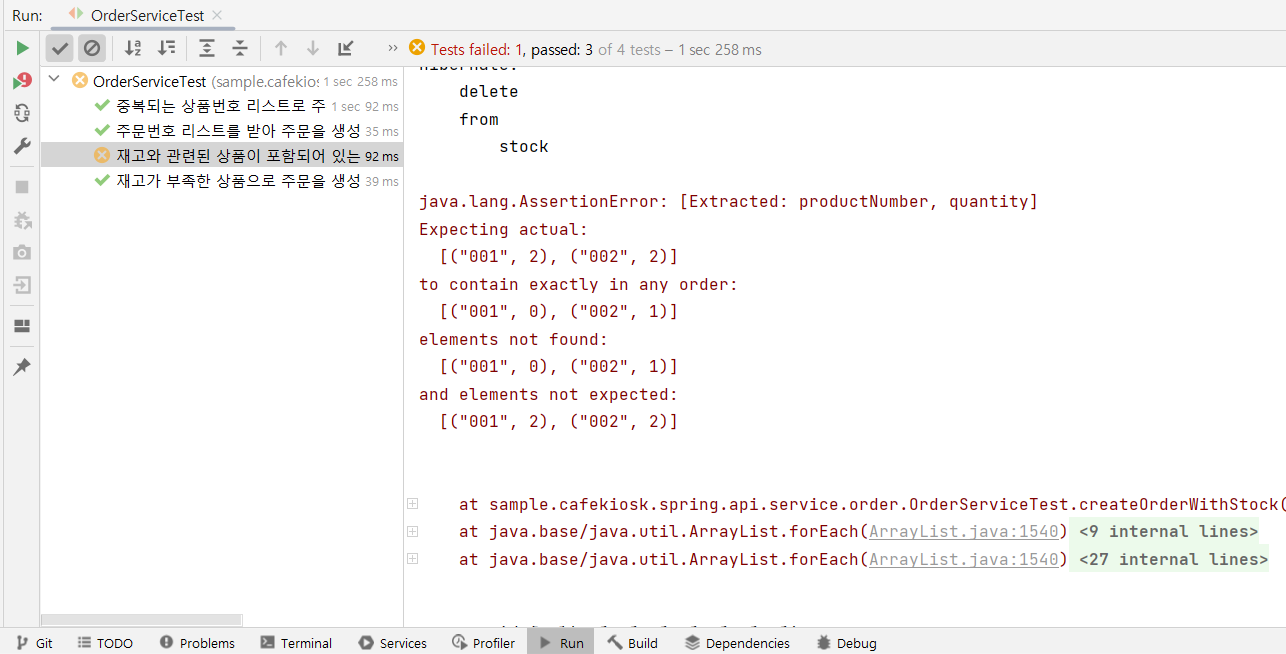 Run: OrderServiceTest
Tests failed: 1, passed: 3 of 4 tests – 1 sec 258 ms
OrderServiceTest (sample.cafekios 1 sec 258 ms
중복되는 상품번호 리스트로 주 1 sec 92 ms
주문번호 리스트를 받아 주문을 생성 35 ms
재고와 관련된 상품이 포함되어 있는 92 ms
재고가 부족한 상품으로 주문을 생성 39 ms
Hibernate:
delete
from
stock
java.lang.AssertionError: [Extracted: productNumber, quantity]
Expecting actual:
[("001", 2), ("002", 2)]
to contain exactly in any order:
[("001", 0), ("002", 1)]
elements not found:
[("001", 0), ("002", 1)]
and elements not expected:
[("001", 2), ("002", 2)]
at sample.cafekiosk.spring.api.service.order.OrderServiceTest.createOrderWithStock(
at java.base/java.util.ArrayList.forEach(ArrayList.java:1540) <9 internal lines>
at java.base/java.util.ArrayList.forEach(ArrayList.java:1540) <27 internal lines>
Git TODO Problems Terminal Services Profiler Run Build Dependencies Debug